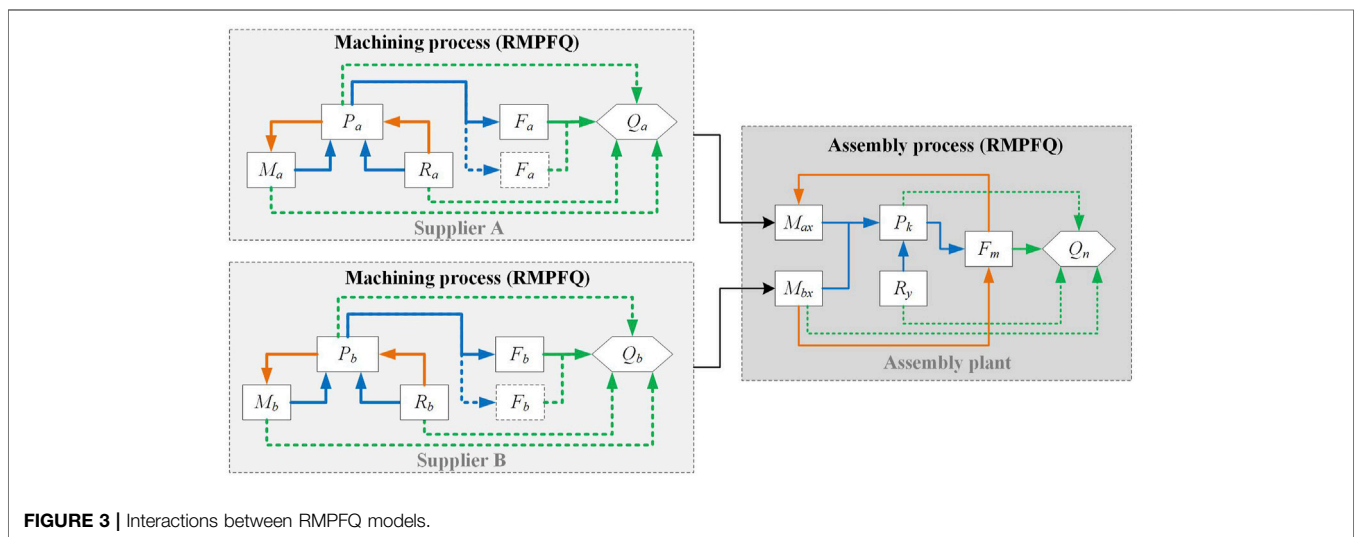 Machining process (RMPFQ)
P_a
F_a
Q_a
M_a
R_a
F_a
Supplier A
Machining process (RMPFQ)
P_b
F_b
Q_b
M_b
R_b
F_b
Supplier B
Assembly process (RMPFQ)
M_ax
P_k
F_m
Q_n
M_bx
R_y
Assembly plant
FIGURE 3 | Interactions between RMPFQ models.